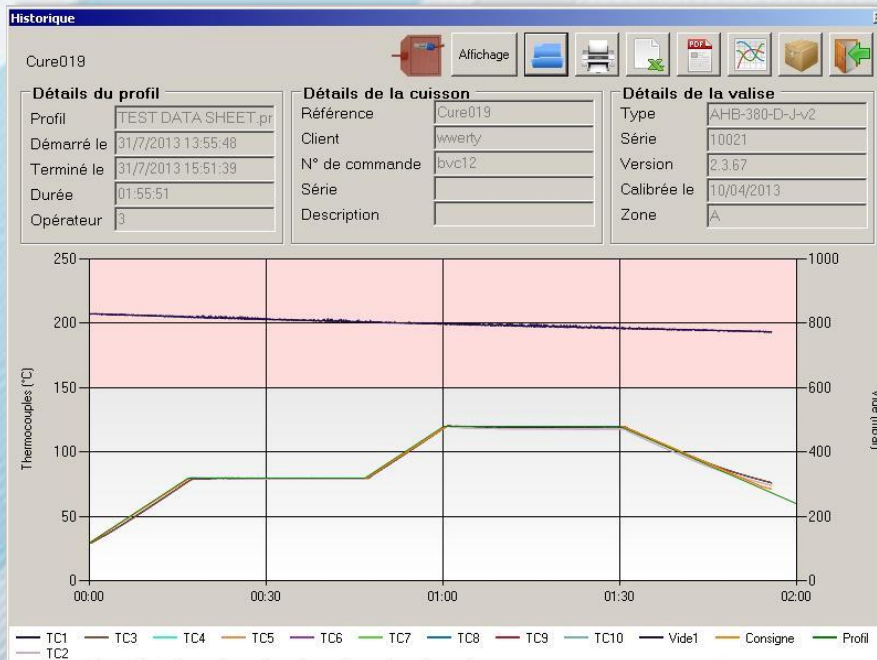 Historique
Cure019
Affichage
PDF
Détails du profil
Profil TEST DATA SHEET.pr
Démarré le 31/7/2013 13:55:48
Terminé le 31/7/2013 15:51:39
Durée 01:55:51
Opérateur 3
Détails de la cuisson
Référence Cure019
Client wwerty
N° de commande bvc12
Série
Description
Détails de la valise
Type AHB-380-D-J-v2
Série 10021
Version 2.3.67
Calibrée le 10/04/2013
Zone A
Thermocouples (°C)
250
200
150
100
50
0
1000
800
600
400
200
0
Vide (mbar)
00:00 00:30 01:00 01:30 02:00
TC1 TC3 TC4 TC5 TC6 TC7 TC8 TC9 TC10 Vide1 Consigne Profil
TC2